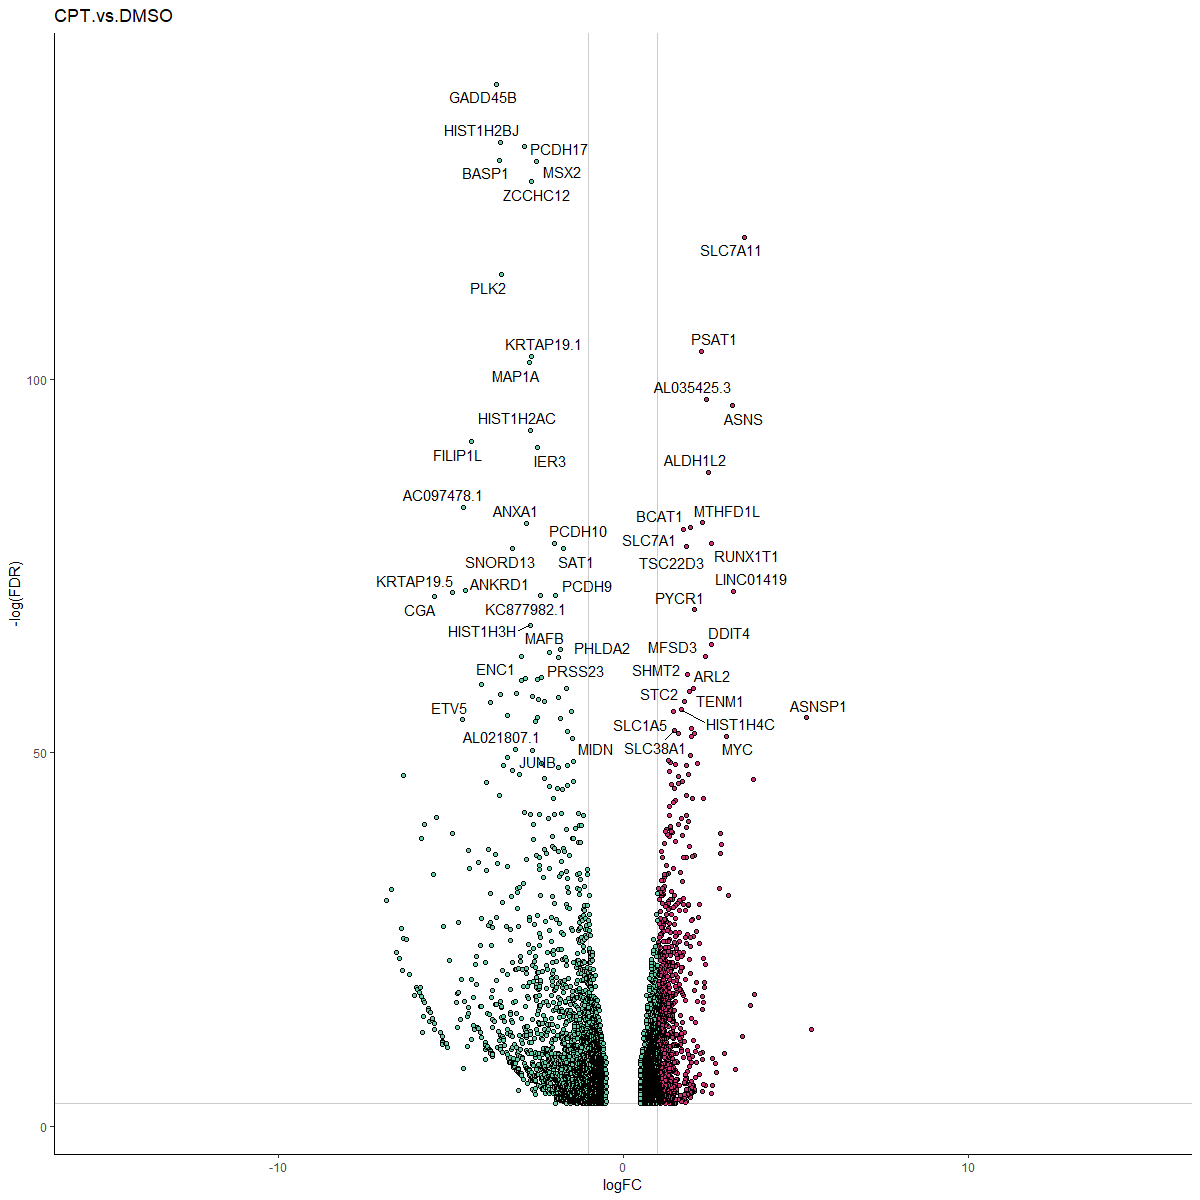 CPT.vs.DMSO
GADD45B
HIST1H2BJ
PCDH17
BASP1
MSX2
ZCCHC12
SLC7A11
PLK2
PSAT1
KRTAP19.1
MAP1A
100
AL035425.3
HIST1H2AC
ASNS
FILIP1L
IER3
ALDH1L2
AC097478.1
ANXA1
MTHFD1L
BCAT1
PCDH10
SLC7A1
RUNX1T1
SNORD13
SAT1
TSC22D3
LINC01419
KRTAP19.5
ANKRD1
PCDH9
PYCR1
CGA
KC877982.1
HIST1H3H
MAFB
DDIT4
PHLDA2
MFSD3
ENC1
PRSS23
SHMT2
ARL2
STC2
TENM1
ASNSP1
ETV5
SLC1A5
HIST1H4C
AL021807.1
MIDN
SLC38A1
MYC
50
JUNB
0
-log(FDR)
-10
0
10
logFC